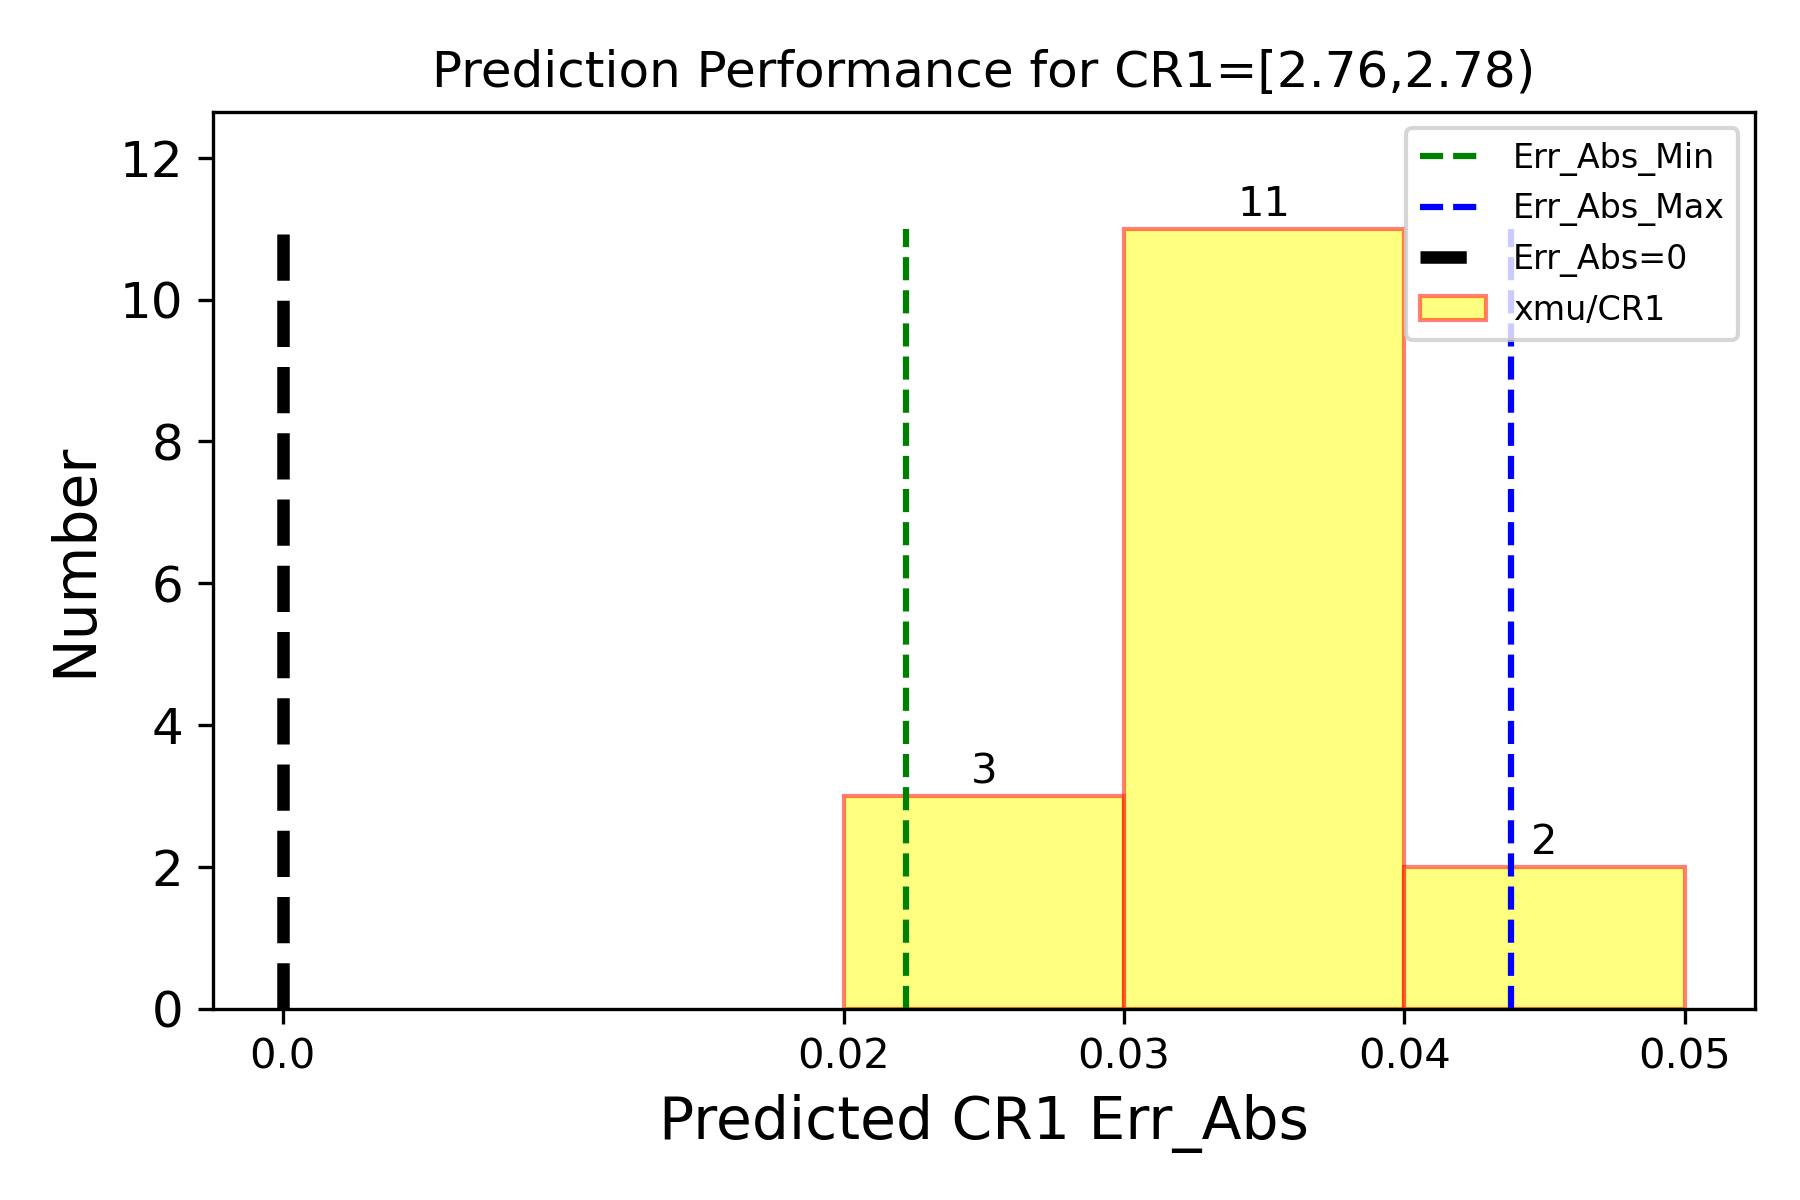 Prediction Performance for CR1=[2.76,2.78)
Number
12
10
8
6
4
2
0
Err_Abs_Min
Err_Abs_Max
Err_Abs=0
xmu/CR1
11
3
2
0.0 0.02 0.03 0.04 0.05
Predicted CR1 Err_Abs